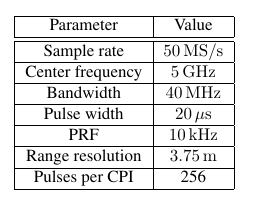 Parameter Value
Sample rate 50 MS/s
Center frequency 5 GHz
Bandwidth 40 MHz
Pulse width 20 μs
PRF 10 kHz
Range resolution 3.75 m
Pulses per CPI 256